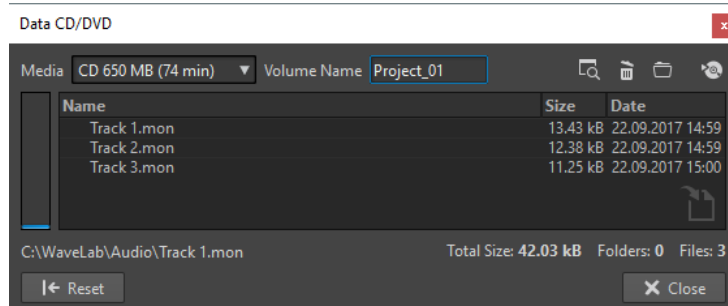 Data CD/DVD
x
Media CD 650 MB (74 min) Volume Name Project_01
Name Size Date
Track 1.mon 13.43 kB 22.09.2017 14:59
Track 2.mon 12.38 kB 22.09.2017 14:59
Track 3.mon 11.25 kB 22.09.2017 15:00
C:\WaveLab\Audio\Track 1.mon Total Size: 42.03 kB Folders: 0 Files: 3
Reset Close